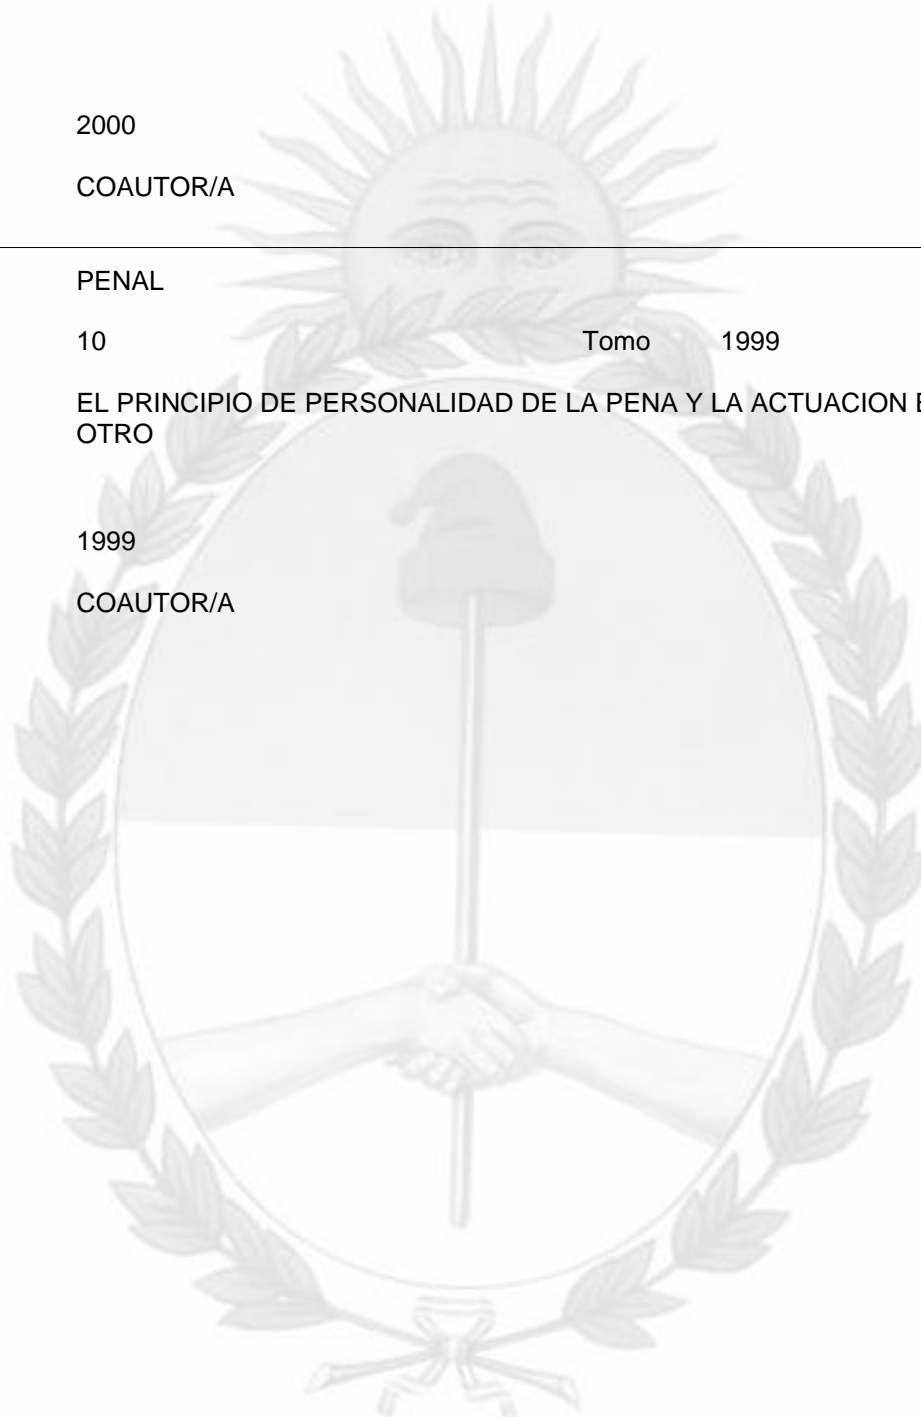 2000
COAUTOR/A
PENAL
10 Tomo 1999
EL PRINCIPIO DE PERSONALIDAD DE LA PENA Y LA ACTUACION
OTRO
1999
COAUTOR/A